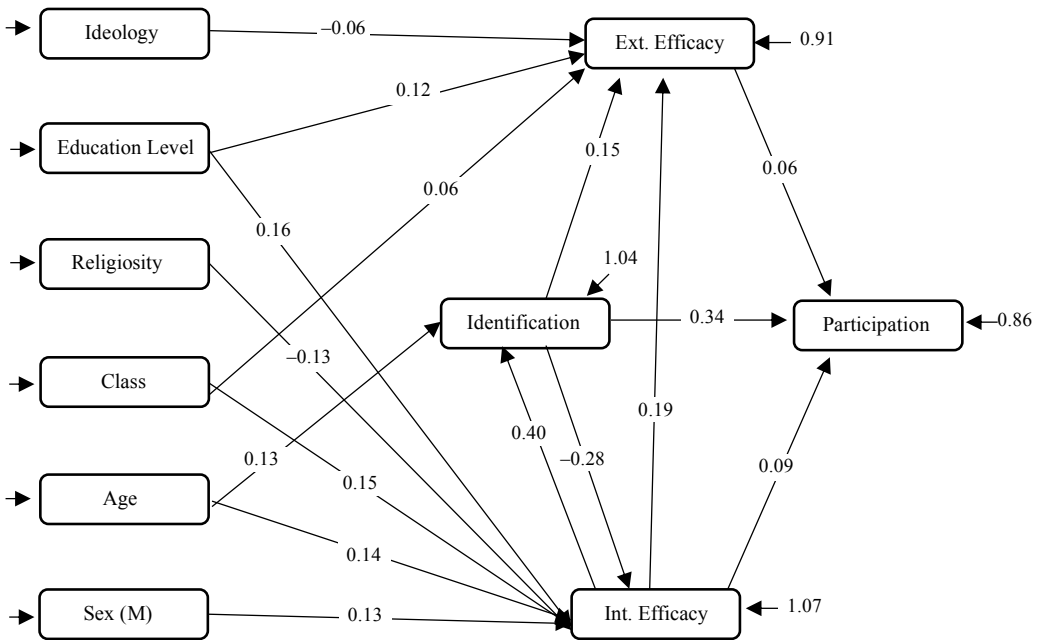 Ideology
–0.06
Ext. Efficacy
0.91
0.12
Education Level
0.15
0.06
0.06
0.16
Religiosity
1.04
Identification
0.34
Participation
0.86
–0.13
Class
0.19
0.40
–0.28
0.13
0.09
0.15
Age
0.14
Sex (M)
0.13
Int. Efficacy
1.07